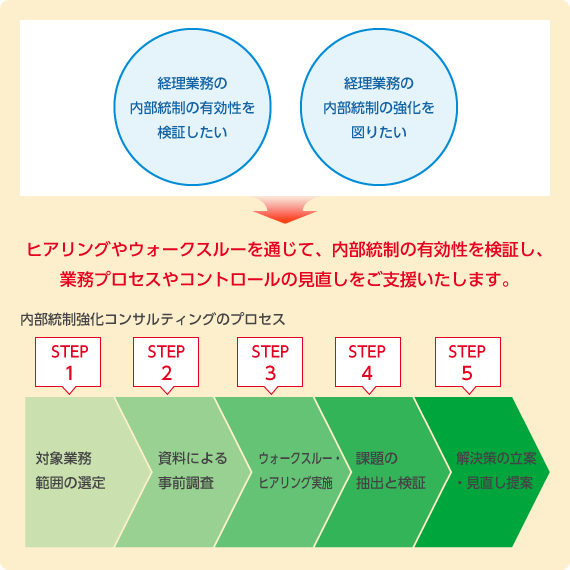 経理業務の
内部統制の有効性を
検証したい
経理業務の
内部統制の強化を
図りたい
ヒアリングやウォークスルーを通じて、内部統制の有効性を検証し、
業務プロセスやコントロールの見直しをご支援いたします。
内部統制強化コンサルティングのプロセス
STEP
1
STEP
2
STEP
3
STEP
4
STEP
5
対象業務
範囲の選定
資料による
事前調査
ウォークスルー・
ヒアリング実施
課題の
抽出と検証
解決策の立案
・見直し提案